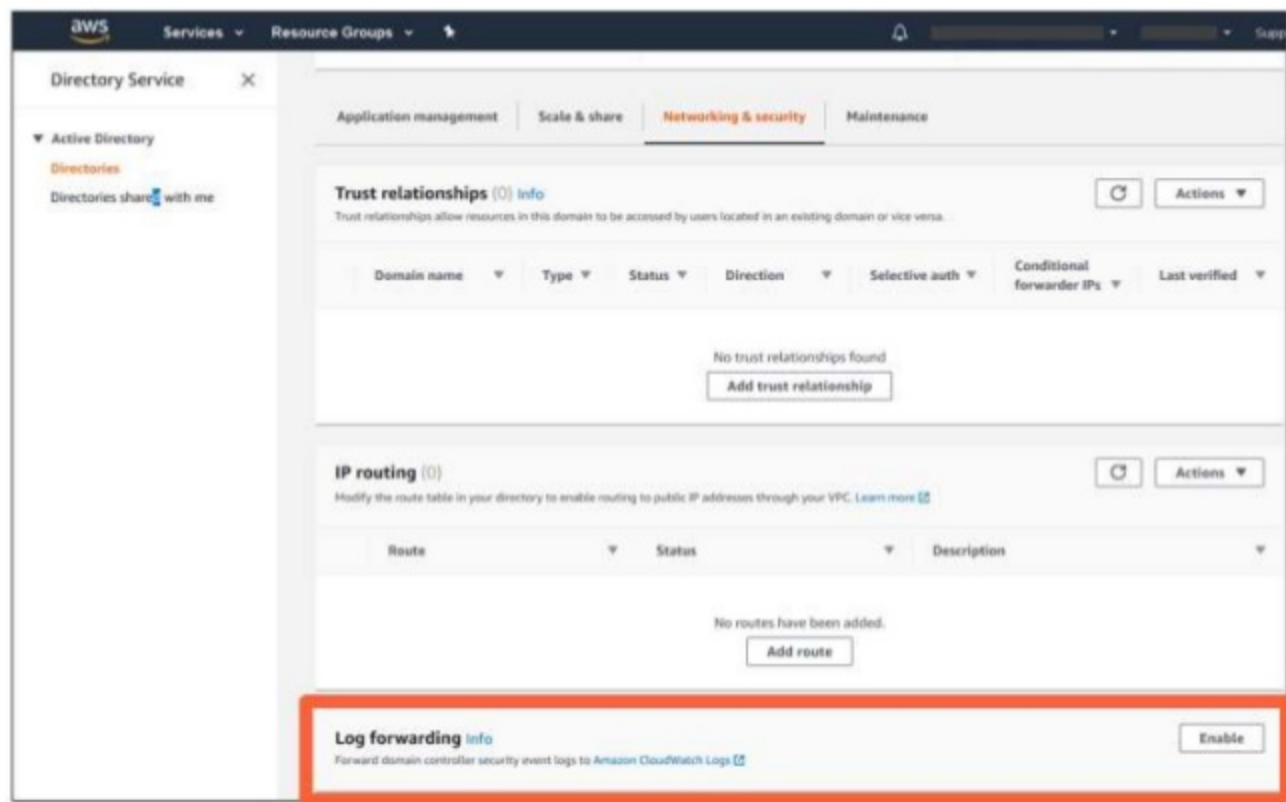 aws Services Resource Groups Supp
Directory Service
Active Directory
Directories
Directories shared with me
Application management Scale & share Networking & security Maintenance
Trust relationships (0) Info
Trust relationships allow resources in this domain to be accessed by users located in an existing domain or vice versa.
Actions
Domain name Type Status Direction Selective auth Conditional forwarder IPs Last verified
No trust relationships found
Add trust relationship
IP routing (0)
Modify the route table in your directory to enable routing to public IP addresses through your VPC. Learn more
Actions
Route Status Description
No routes have been added.
Add route
Log forwarding Info
Forward domain controller security event logs to Amazon CloudWatch Logs
Enable